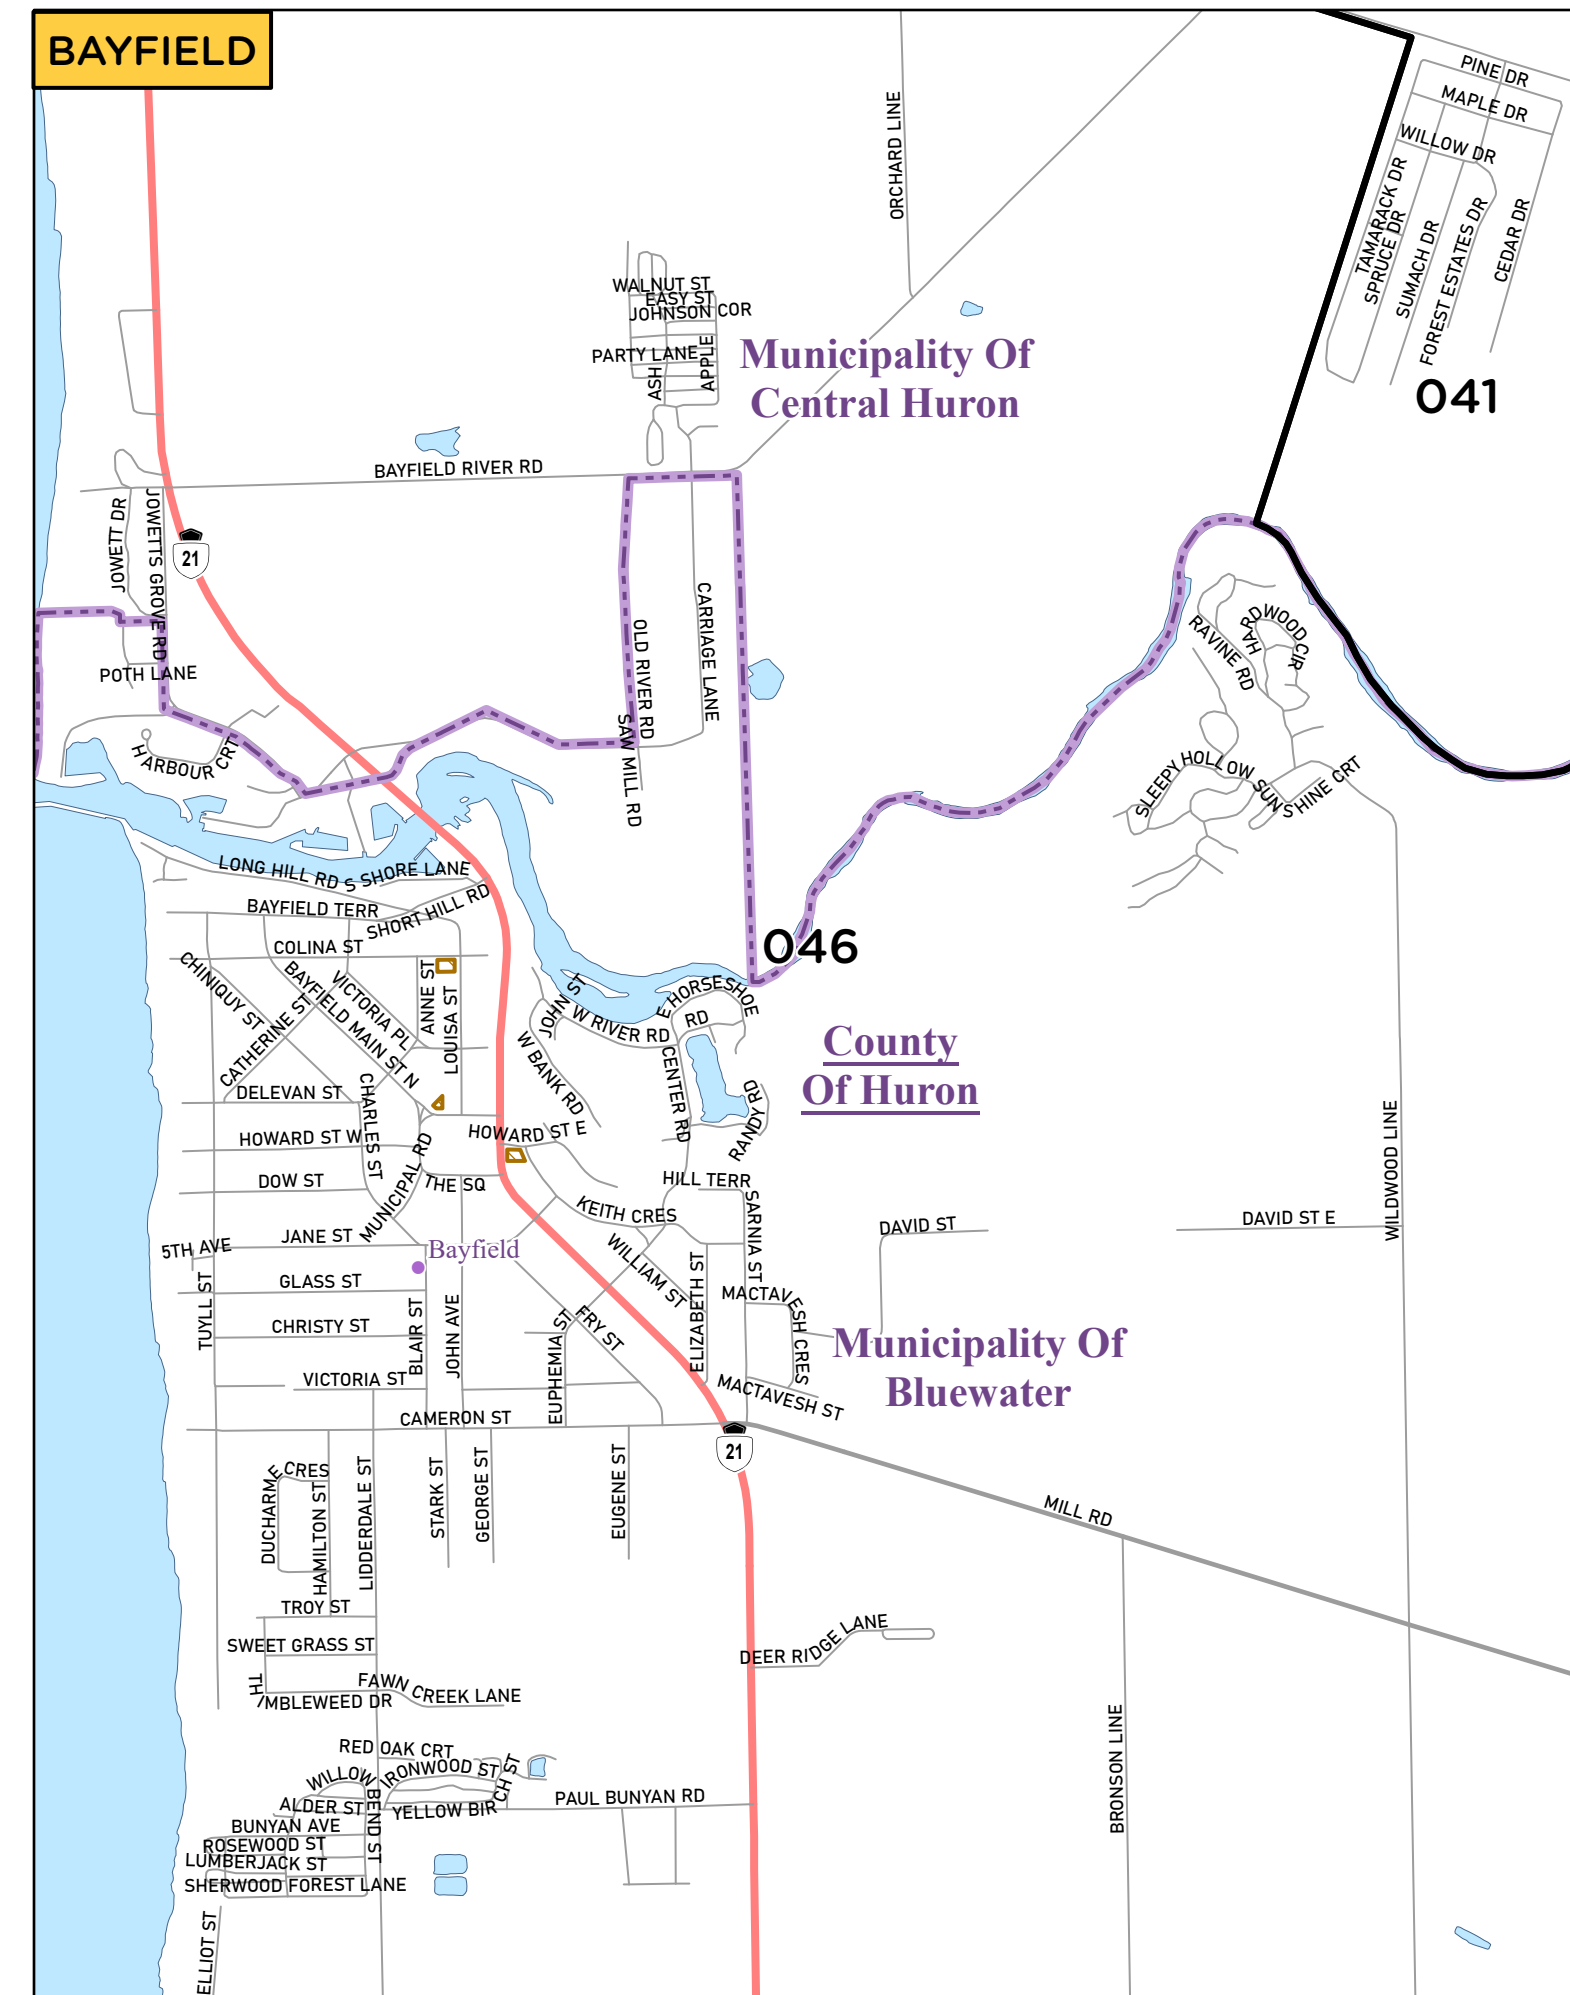 BAYFIELD
PINE DR
MAPLE DR
WILLOW DR
ORCHARD LINE
TAMARACK DR
SPRUCE DR
SUMACH DR
FOREST ESTATES DR
CEDAR DR
041
WALNUT ST
EASY ST
JOHNSON COR
PARTY LANE
ASH
APPLE
Municipality Of
Central Huron
BAYFIELD RIVER RD
JOWETT DR
JOWETTS GROVE RD
21
POTH LANE
HARBOUR CRT
OLD RIVER RD
CARRIAGE LANE
SAW MILL RD
RAVINE RD
HARDWOOD CIR
SLEEPY HOLLOW
SUNSHINE CRT
LONG HILL RD
S SHORE LANE
BAYFIELD TERR
SHORT HILL RD
COLINA ST
CHINIQUY ST
BAYFIELD MAIN ST N
VICTORIA PL
ANNE ST
LOUISA ST
CATHERINE ST
JOHN ST
W RIVER RD
E HORSESHOE RD
046
W BANK RD
CENTER RD
RANDY RD
County
Of Huron
DELEVAN ST
CHARLES ST
HOWARD ST W
HOWARD ST E
MUNICIPAL RD
DOW ST
THE SQ
HILL TERR
KEITH CRES
SARNIA ST
JANE ST
5TH AVE
Bayfield
DAVID ST
DAVID ST E
WILDWOOD LINE
WILLIAM ST
ELIZABETH ST
GLASS ST
TUYLL ST
MACTAVESH CRES
CHRISTY ST
BLAIR ST
JOHN AVE
EUPHEMIA ST
FRY ST
Municipality Of
Bluewater
VICTORIA ST
MACTAVESH ST
CAMERON ST
21
DUCHARME CRES
HAMILTON ST
LIDDERDALE ST
STARK ST
GEORGE ST
EUGENE ST
MILL RD
TROY ST
SWEET GRASS ST
DEER RIDGE LANE
THIMBLEWEED DR
FAWN CREEK LANE
BRONSON LINE
RED OAK CRT
WILLOW BEND ST
IRONWOOD ST
ALDER ST
YELLOW BIRCH ST
PAUL BUNYAN RD
BUNYAN AVE
ROSEWOOD ST
LUMBERJACK ST
SHERWOOD FOREST LANE
ELLIOT ST